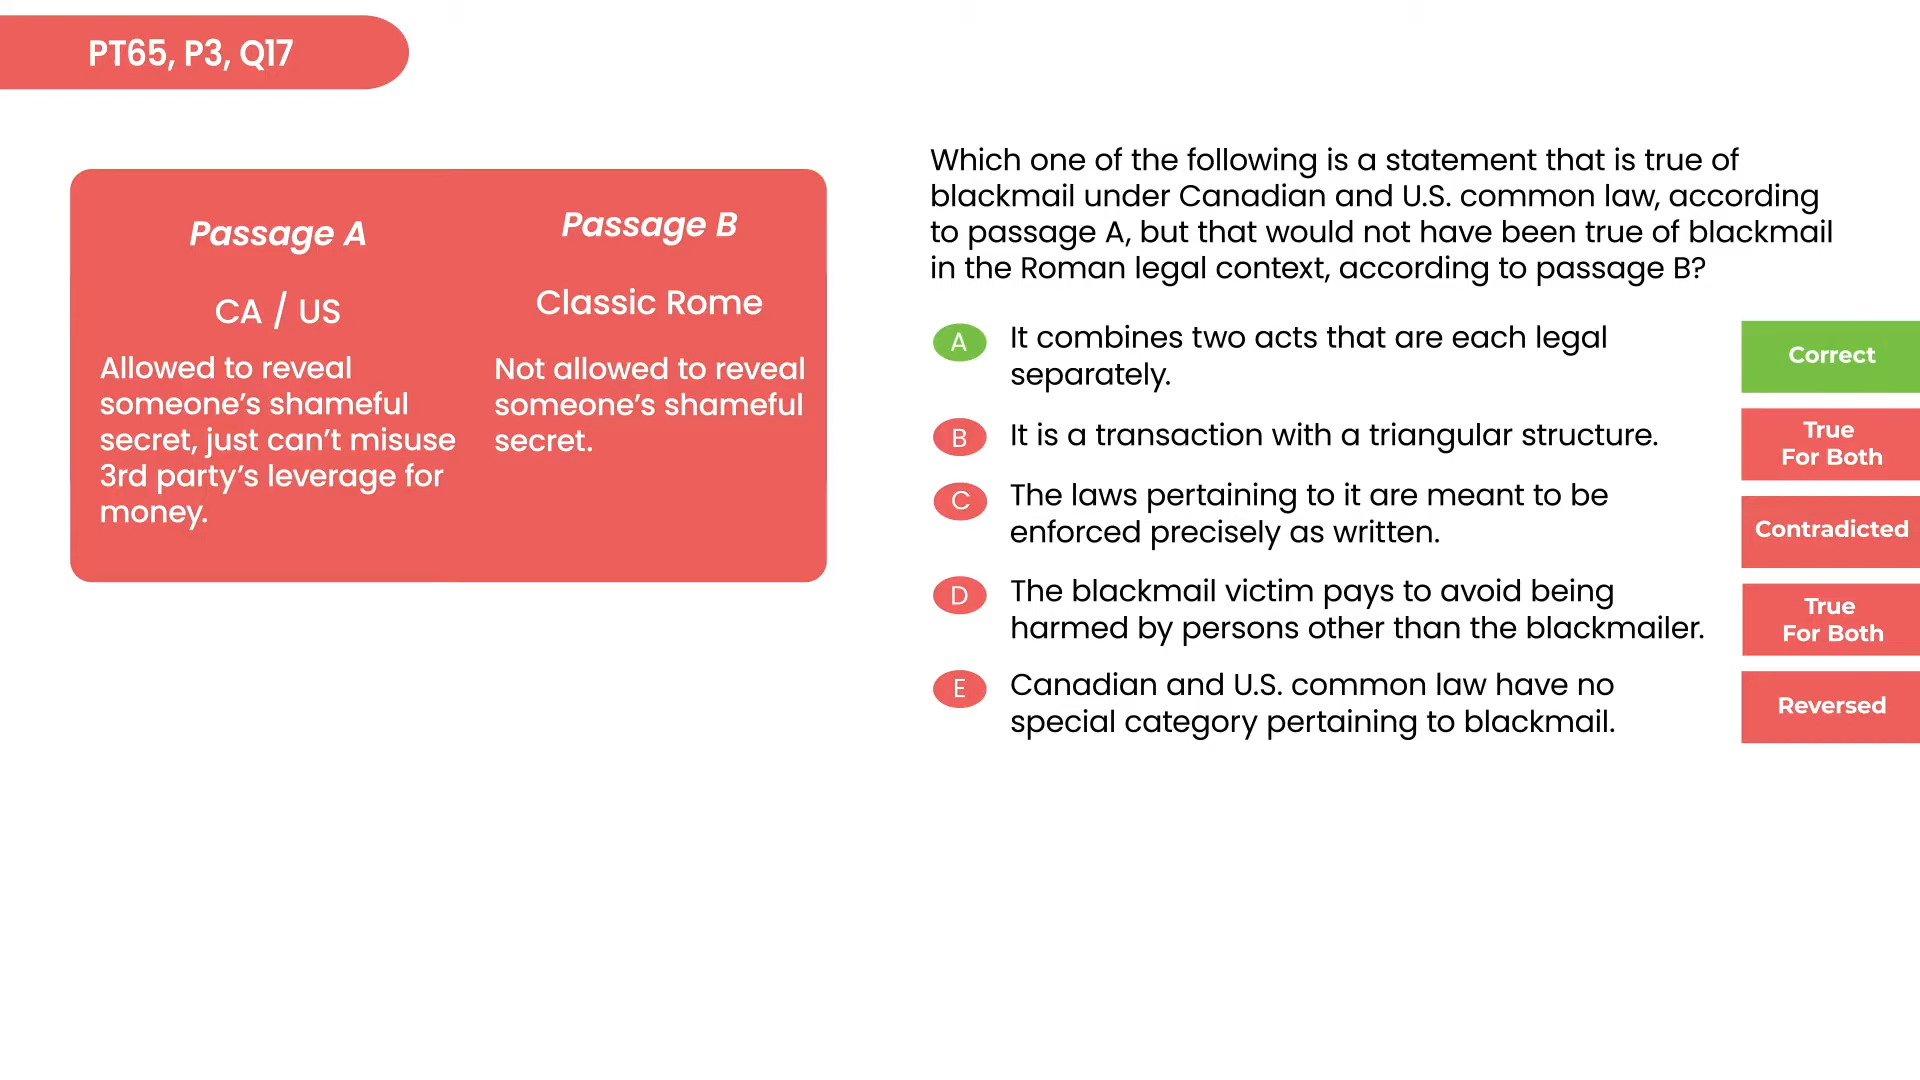 PT65, P3, Q17
Passage A
CA / US
Allowed to reveal
someone's shameful
secret, just can't misuse
3rd party's leverage for
money.
Passage B
Classic Rome
Not allowed to reveal
someone's shameful
secret.
Which one of the following is a statement that is true of
blackmail under Canadian and U.S. common law, according
to passage A, but that would not have been true of blackmail
in the Roman legal context, according to passage B?
A It combines two acts that are each legal
separately.
Correct
B It is a transaction with a triangular structure.
True
For Both
C The laws pertaining to it are meant to be
enforced precisely as written.
Contradicted
D The blackmail victim pays to avoid being
harmed by persons other than the blackmailer.
True
For Both
E Canadian and U.S. common law have no
special category pertaining to blackmail.
Reversed